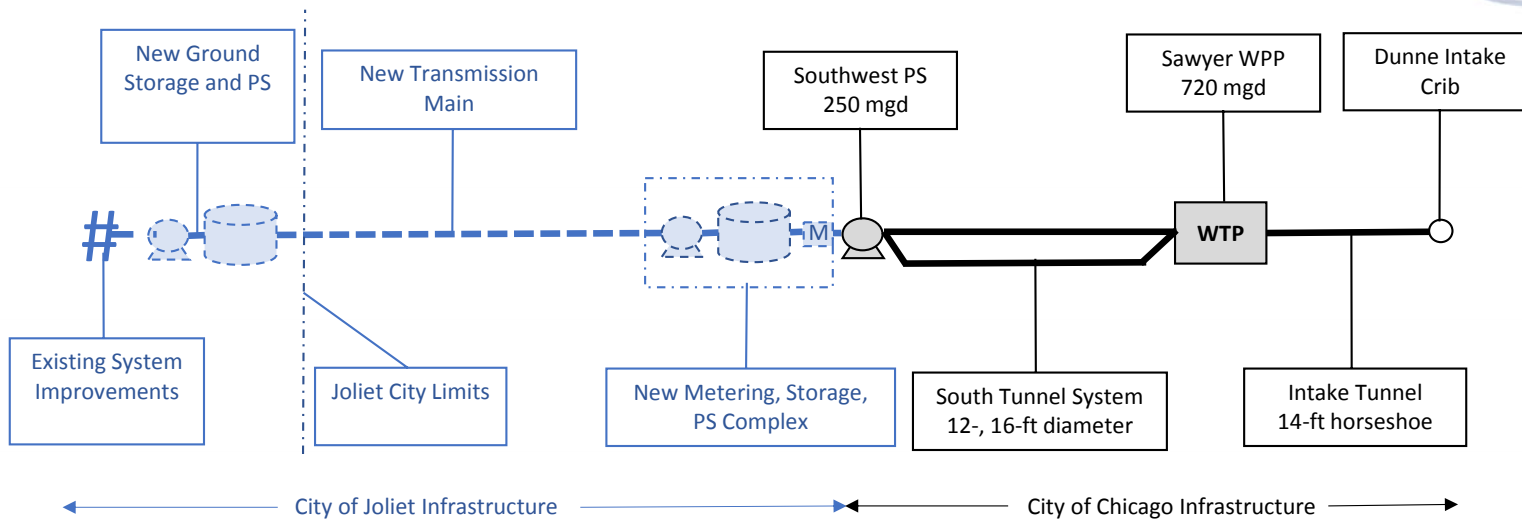 New Ground
Storage and PS
New Transmission
Main
Southwest PS
250 mgd
Sawyer WPP
720 mgd
Dunne Intake
Crib
M
WTP
Existing System
Improvements
Joliet City Limits
New Metering, Storage,
PS Complex
South Tunnel System
12-, 16-ft diameter
Intake Tunnel
14-ft horseshoe
City of Joliet Infrastructure
City of Chicago Infrastructure